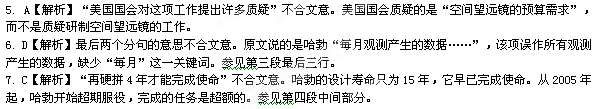 5. A【解析】“美国国会对这项工作提出许多质疑”不合文意。美国国会质疑的是“空间望远镜的预算需求”，
而不是质疑研制空间望远镜的工作。
6. D【解析】最后两个分句的意思不合文意。原文说的是哈勃“每月观测产生的数据……”，该项误作所有观测
产生的数据，缺少“每月”这一关键词。参见第三段最后三行。
7. C【解析】“再硬拼 4 年才能完成使命”不合文意。哈勃的设计寿命只为 15 年，它早已完成使命。从 2005 年
起，哈勃开始超期服役，完成的任务是超额的。参见第四段中间部分。